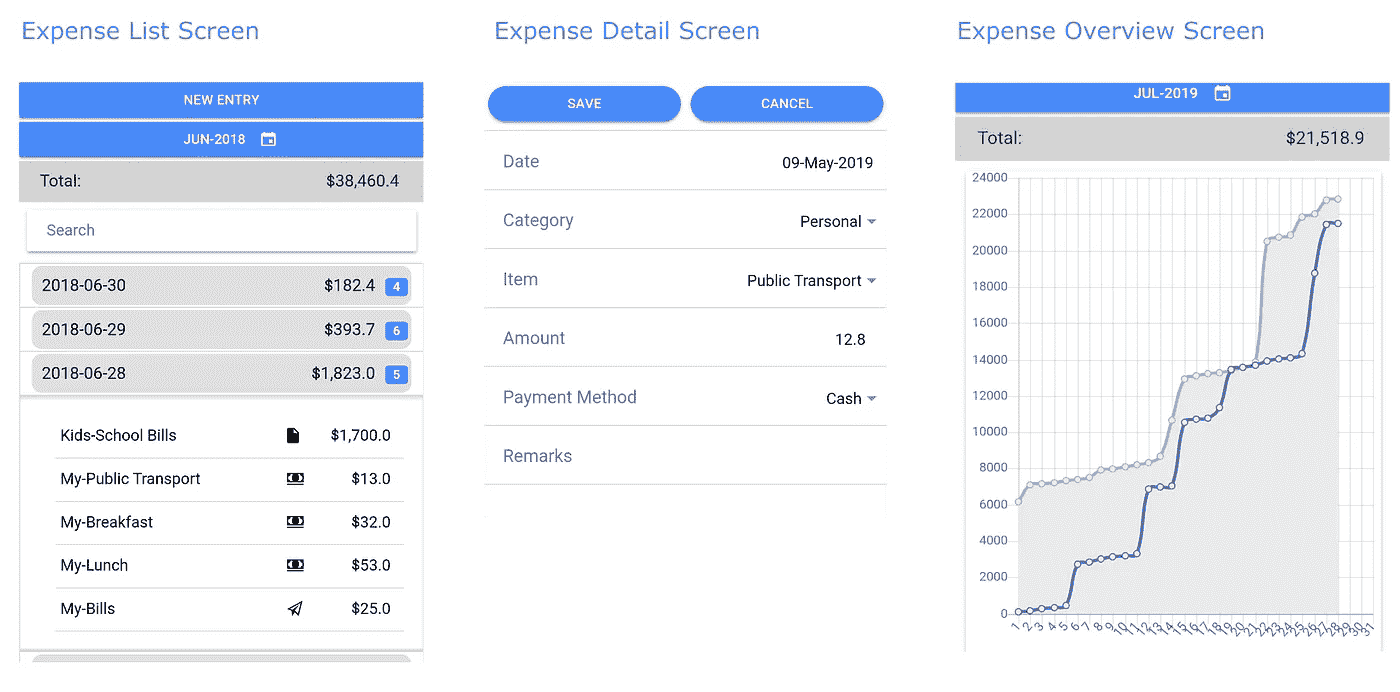 Expense List Screen
NEW ENTRY
JUN-2018
Total: $38,460.4
Search
2018-06-30 $182.4 4
2018-06-29 $393.7 6
2018-06-28 $1,823.0 5
Kids-School Bills $1,700.0
My-Public Transport $13.0
My-Breakfast $32.0
My-Lunch $53.0
My-Bills $25.0
Expense Detail Screen
SAVE CANCEL
Date 09-May-2019
Category Personal
Item Public Transport
Amount 12.8
Payment Method Cash
Remarks
Expense Overview Screen
JUL-2019
Total: $21,518.9
24000
22000
20000
18000
16000
14000
12000
10000
8000
6000
4000
2000
0
1 2 3 4 5 6 7 8 9 10 11 12 13 14 15 16 17 18 19 20 21 22 23 24 25 26 27 28 29 30 31